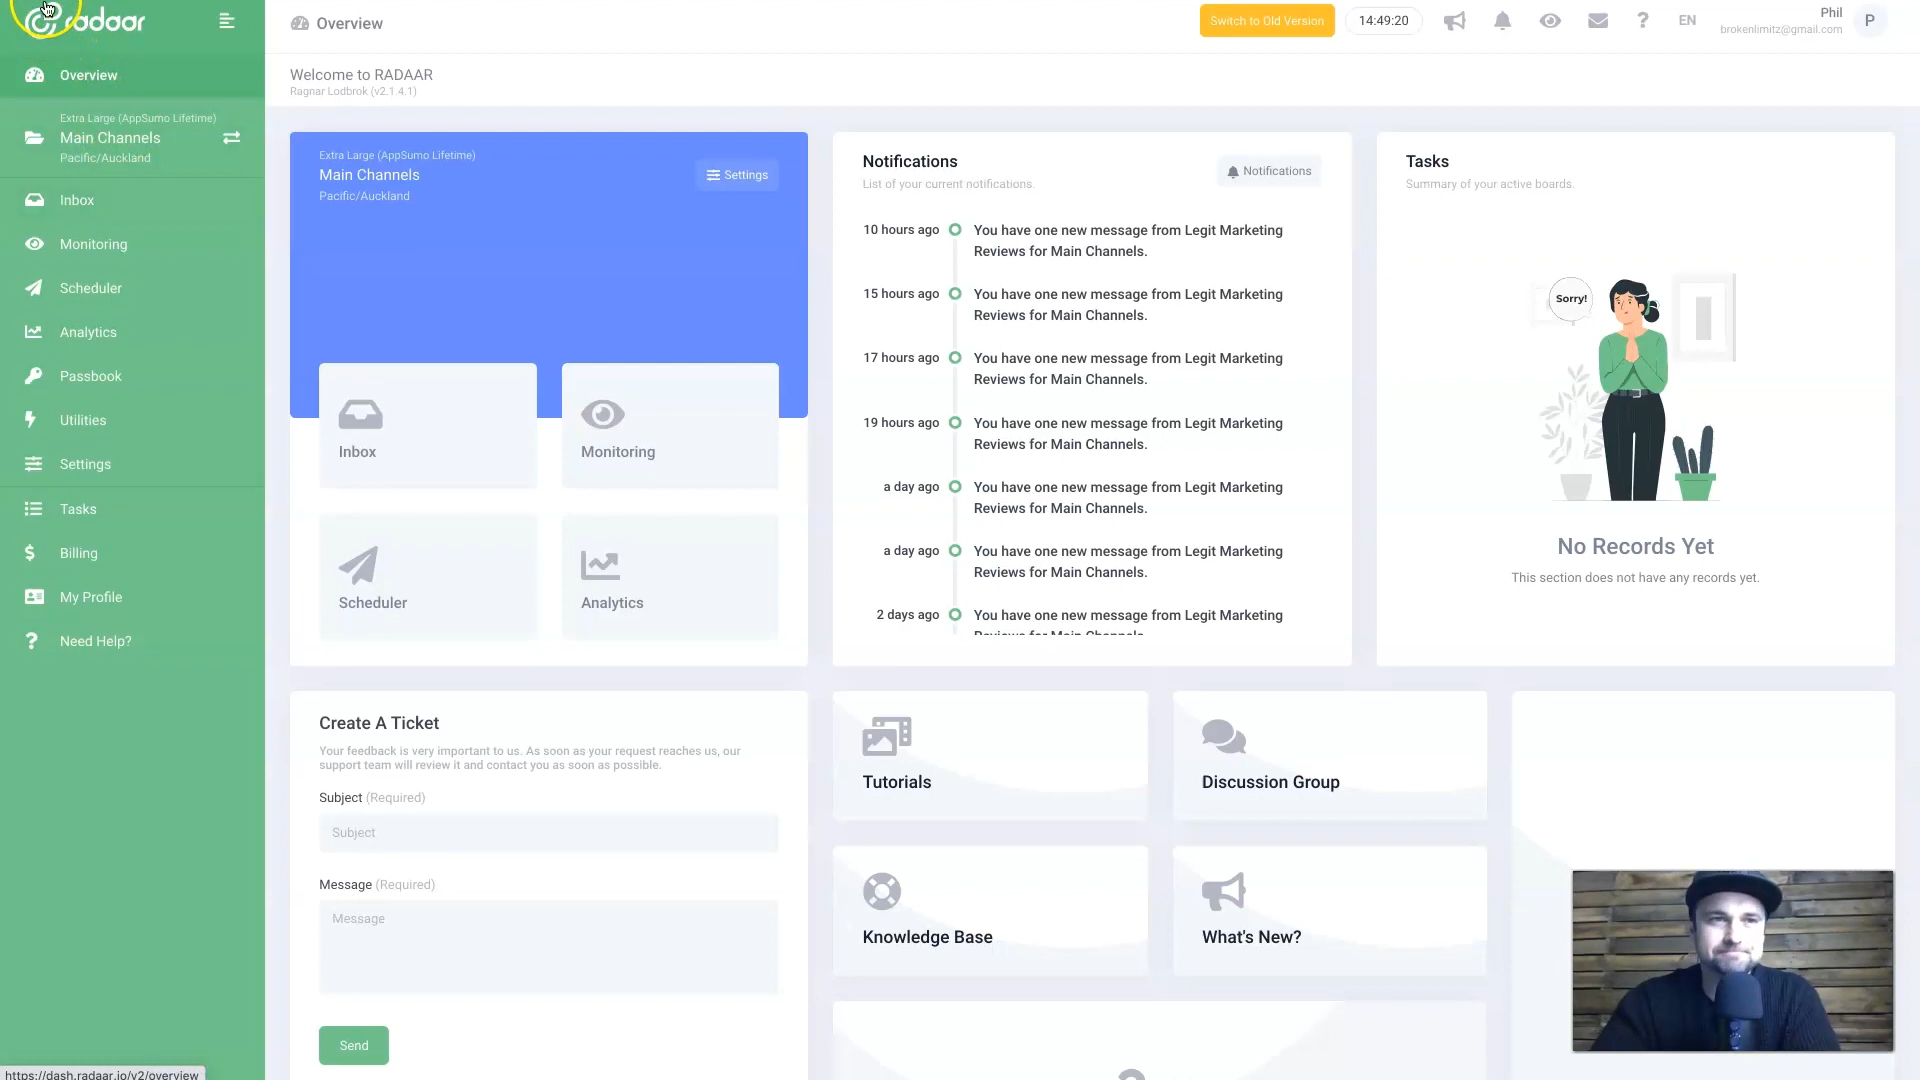 radaar
Overview
Switch to Old Version
14:49:20
EN
Phil
brokenlimitz@gmail.com
P
Overview
Extra Large (AppSumo Lifetime)
Main Channels
Pacific/Auckland
Inbox
Monitoring
Scheduler
Analytics
Passbook
Utilities
Settings
Tasks
Billing
My Profile
Need Help?
Welcome to RADAAR
Ragnar Lodbrok (v2.1.4.1)
Extra Large (AppSumo Lifetime)
Main Channels
Pacific/Auckland
Settings
Inbox
Monitoring
Scheduler
Analytics
Notifications
List of your current notifications.
Notifications
10 hours ago
You have one new message from Legit Marketing
Reviews for Main Channels.
15 hours ago
You have one new message from Legit Marketing
Reviews for Main Channels.
17 hours ago
You have one new message from Legit Marketing
Reviews for Main Channels.
19 hours ago
You have one new message from Legit Marketing
Reviews for Main Channels.
a day ago
You have one new message from Legit Marketing
Reviews for Main Channels.
a day ago
You have one new message from Legit Marketing
Reviews for Main Channels.
2 days ago
You have one new message from Legit Marketing
Reviews for Main Channels.
Tasks
Summary of your active boards.
Sorry!
No Records Yet
This section does not have any records yet.
Create A Ticket
Your feedback is very important to us. As soon as your request reaches us, our
support team will review it and contact you as soon as possible.
Subject (Required)
Subject
Message (Required)
Message
Send
Tutorials
Discussion Group
Knowledge Base
What's New?
https://dash.radaar.io/v2/overview